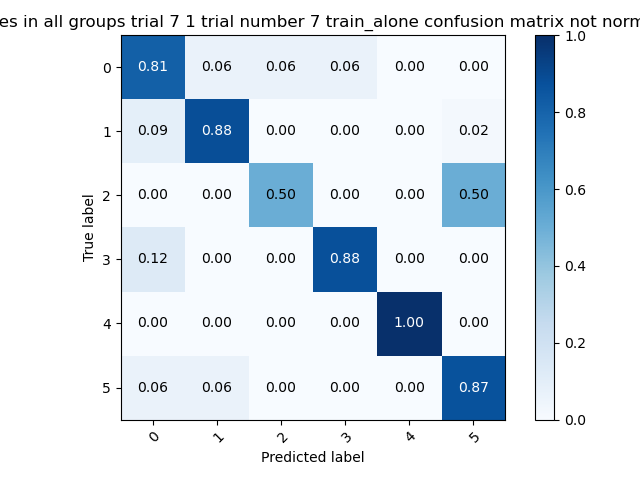 es in all groups trial 7 1 trial number 7 train_alone confusion matrix not norm
0 0.81 0.06 0.06 0.06 0.00 0.00
1 0.09 0.88 0.00 0.00 0.00 0.02
2 0.00 0.00 0.50 0.00 0.00 0.50
3 0.12 0.00 0.00 0.88 0.00 0.00
4 0.00 0.00 0.00 0.00 1.00 0.00
5 0.06 0.06 0.00 0.00 0.00 0.87
0 1 2 3 4 5
True label
Predicted label
1.0
0.8
0.6
0.4
0.2
0.0